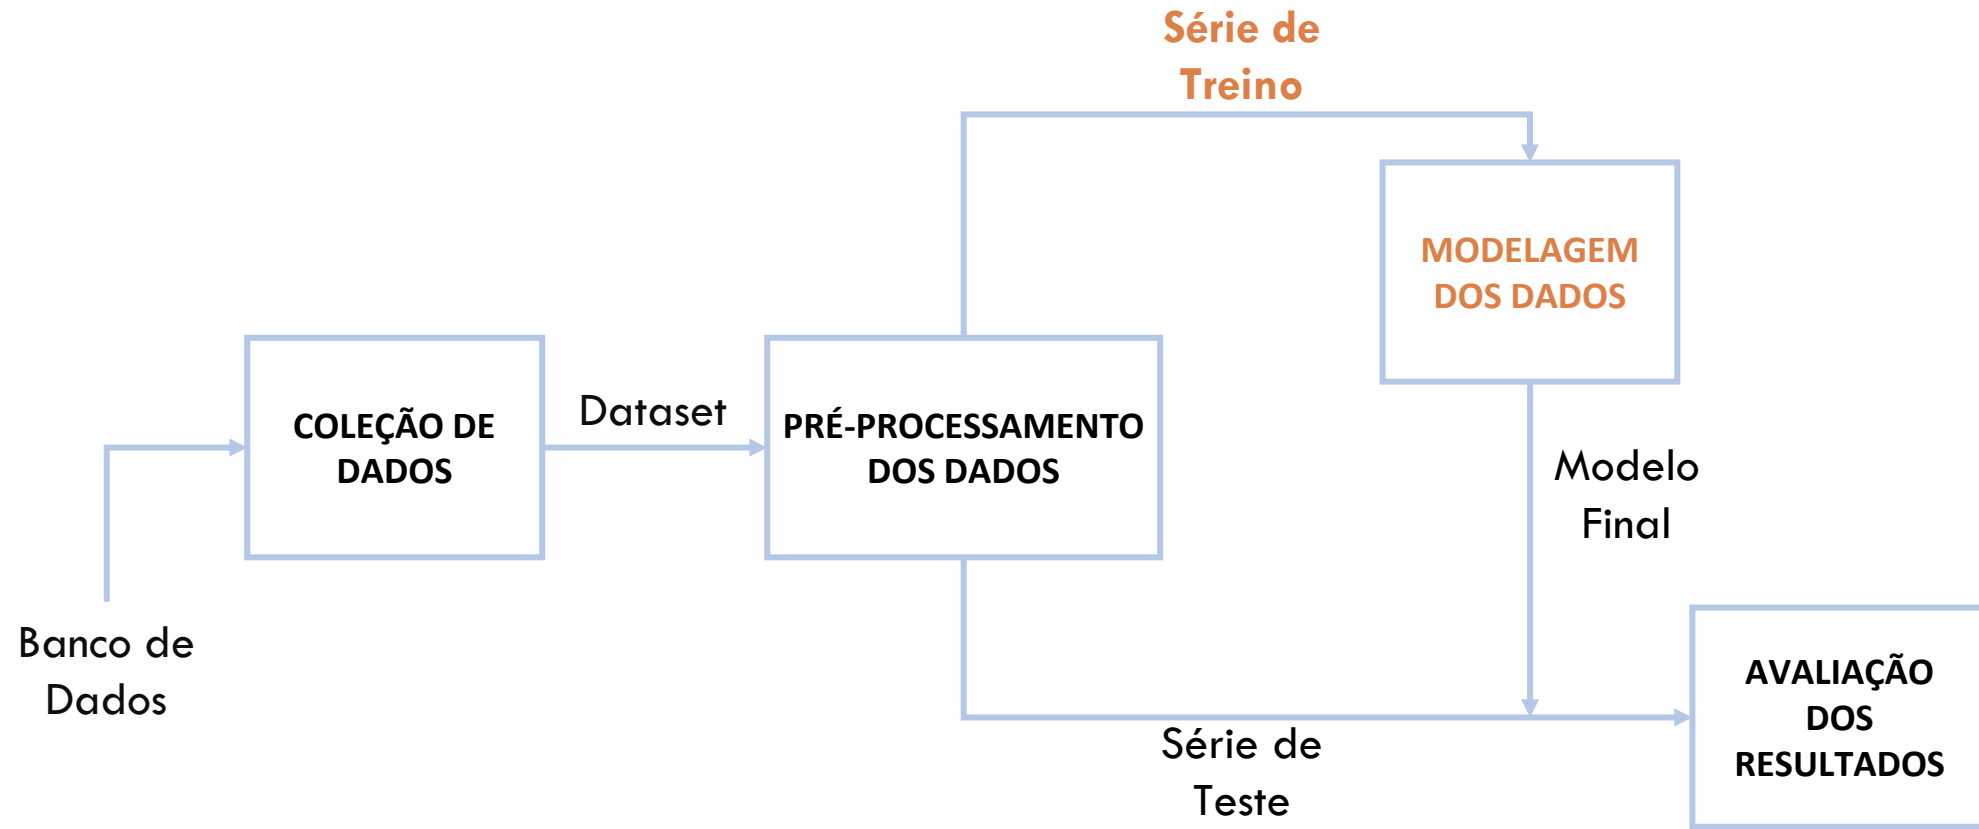 Série de
Treino
MODELAGEM
DOS DADOS
COLEÇÃO DE
DADOS
Dataset
PRÉ-PROCESSAMENTO
DOS DADOS
Modelo
Final
Banco de
Dados
Série de
Teste
AVALIAÇÃO
DOS
RESULTADOS